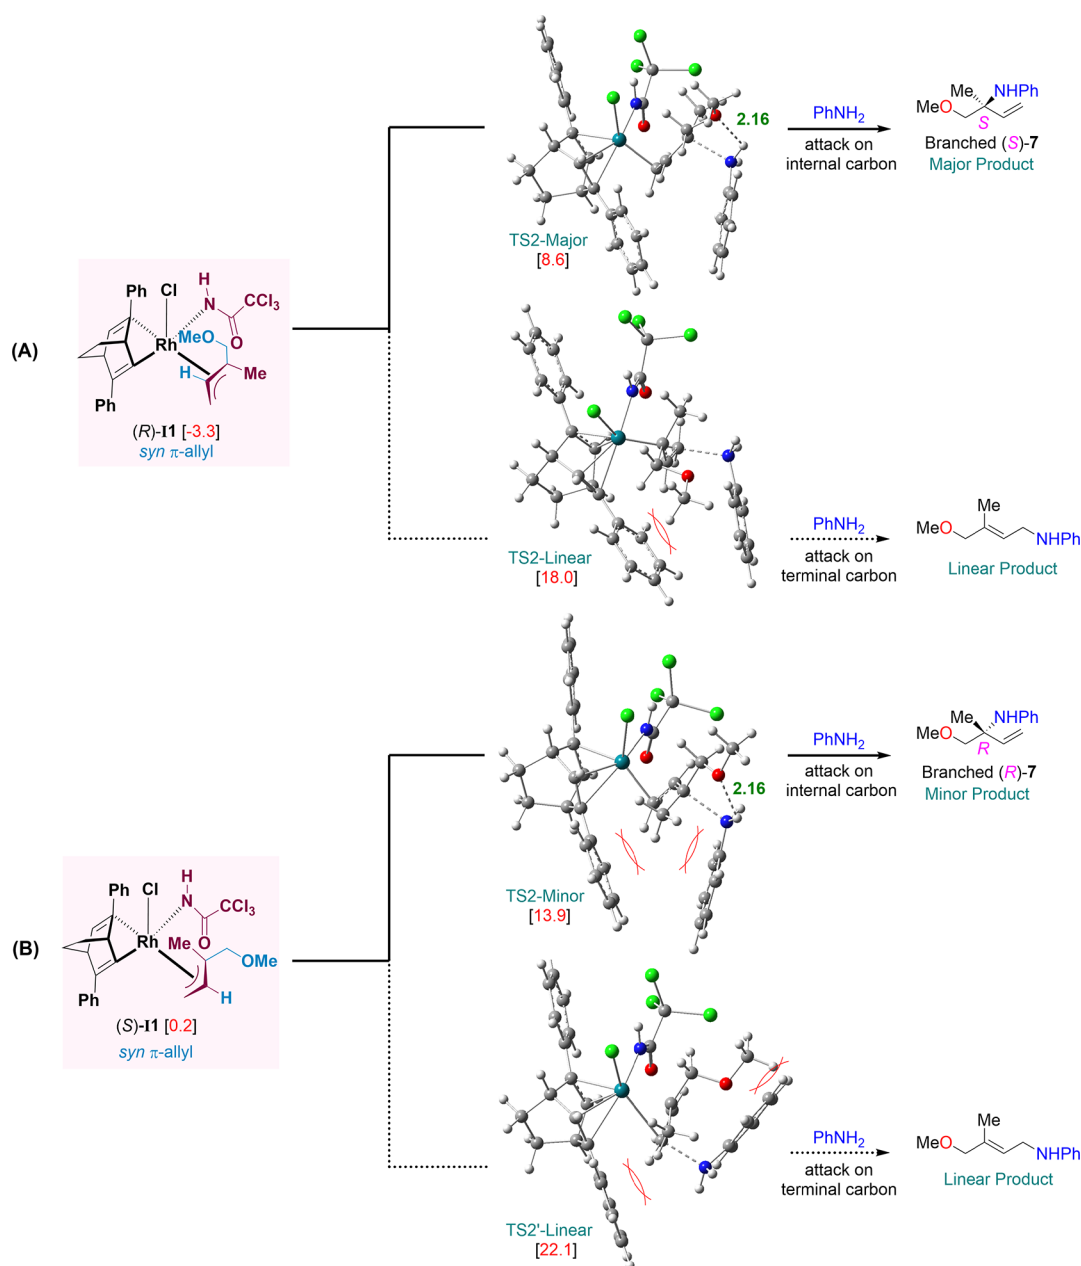 (A)
Ph
Cl
H
N
CCl3
O
MeO
Rh
H
Me
Ph
(R)-I1 [-3.3]
syn π-allyl
2.16
TS2-Major
[8.6]
PhNH2
attack on
internal carbon
Me
NHPh
MeO
S
Branched (S)-7
Major Product
TS2-Linear
[18.0]
PhNH2
attack on
terminal carbon
Me
MeO
NHPh
Linear Product
(B)
Ph
Cl
H
N
CCl3
O
Rh
Me
OMe
H
Ph
(S)-I1 [0.2]
syn π-allyl
2.16
TS2-Minor
[13.9]
PhNH2
attack on
internal carbon
Me
NHPh
MeO
R
Branched (R)-7
Minor Product
TS2'-Linear
[22.1]
PhNH2
attack on
terminal carbon
Me
MeO
NHPh
Linear Product